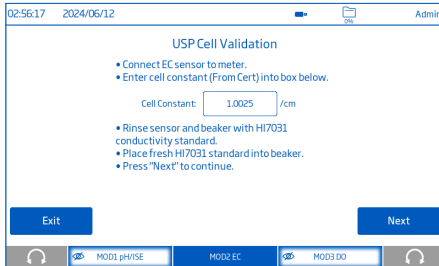 02:56:17 2024/06/12 0% Admin
USP Cell Validation
• Connect EC sensor to meter.
• Enter cell constant (From Cert) into box below.
Cell Constant: 1.0025 /cm
• Rinse sensor and beaker with HI7031
conductivity standard.
• Place fresh HI7031 standard into beaker.
• Press "Next" to continue.
Exit Next
MOD1 pH/ISE MOD2 EC MOD3 DO